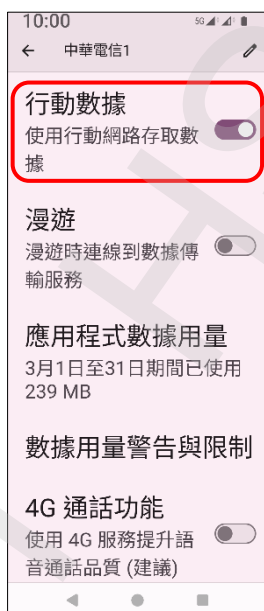 10:00 5G
中華電信1
行動數據
使用行動網路存取數
據
漫遊
漫遊時連線到數據傳
輸服務
應用程式數據用量
3月1日至31日期間已使用
239 MB
數據用量警告與限制
4G 通話功能
使用 4G 服務提升語
音通話品質 (建議)